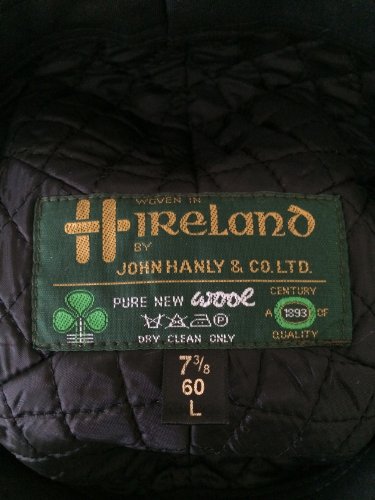 WOVEN IN
IRELAND
BY
JOHN HANLY & CO. LTD.
PURE NEW wool
DRY CLEAN ONLY
CENTURY
A 1893 OF
QUALITY
7 3/8
60
L